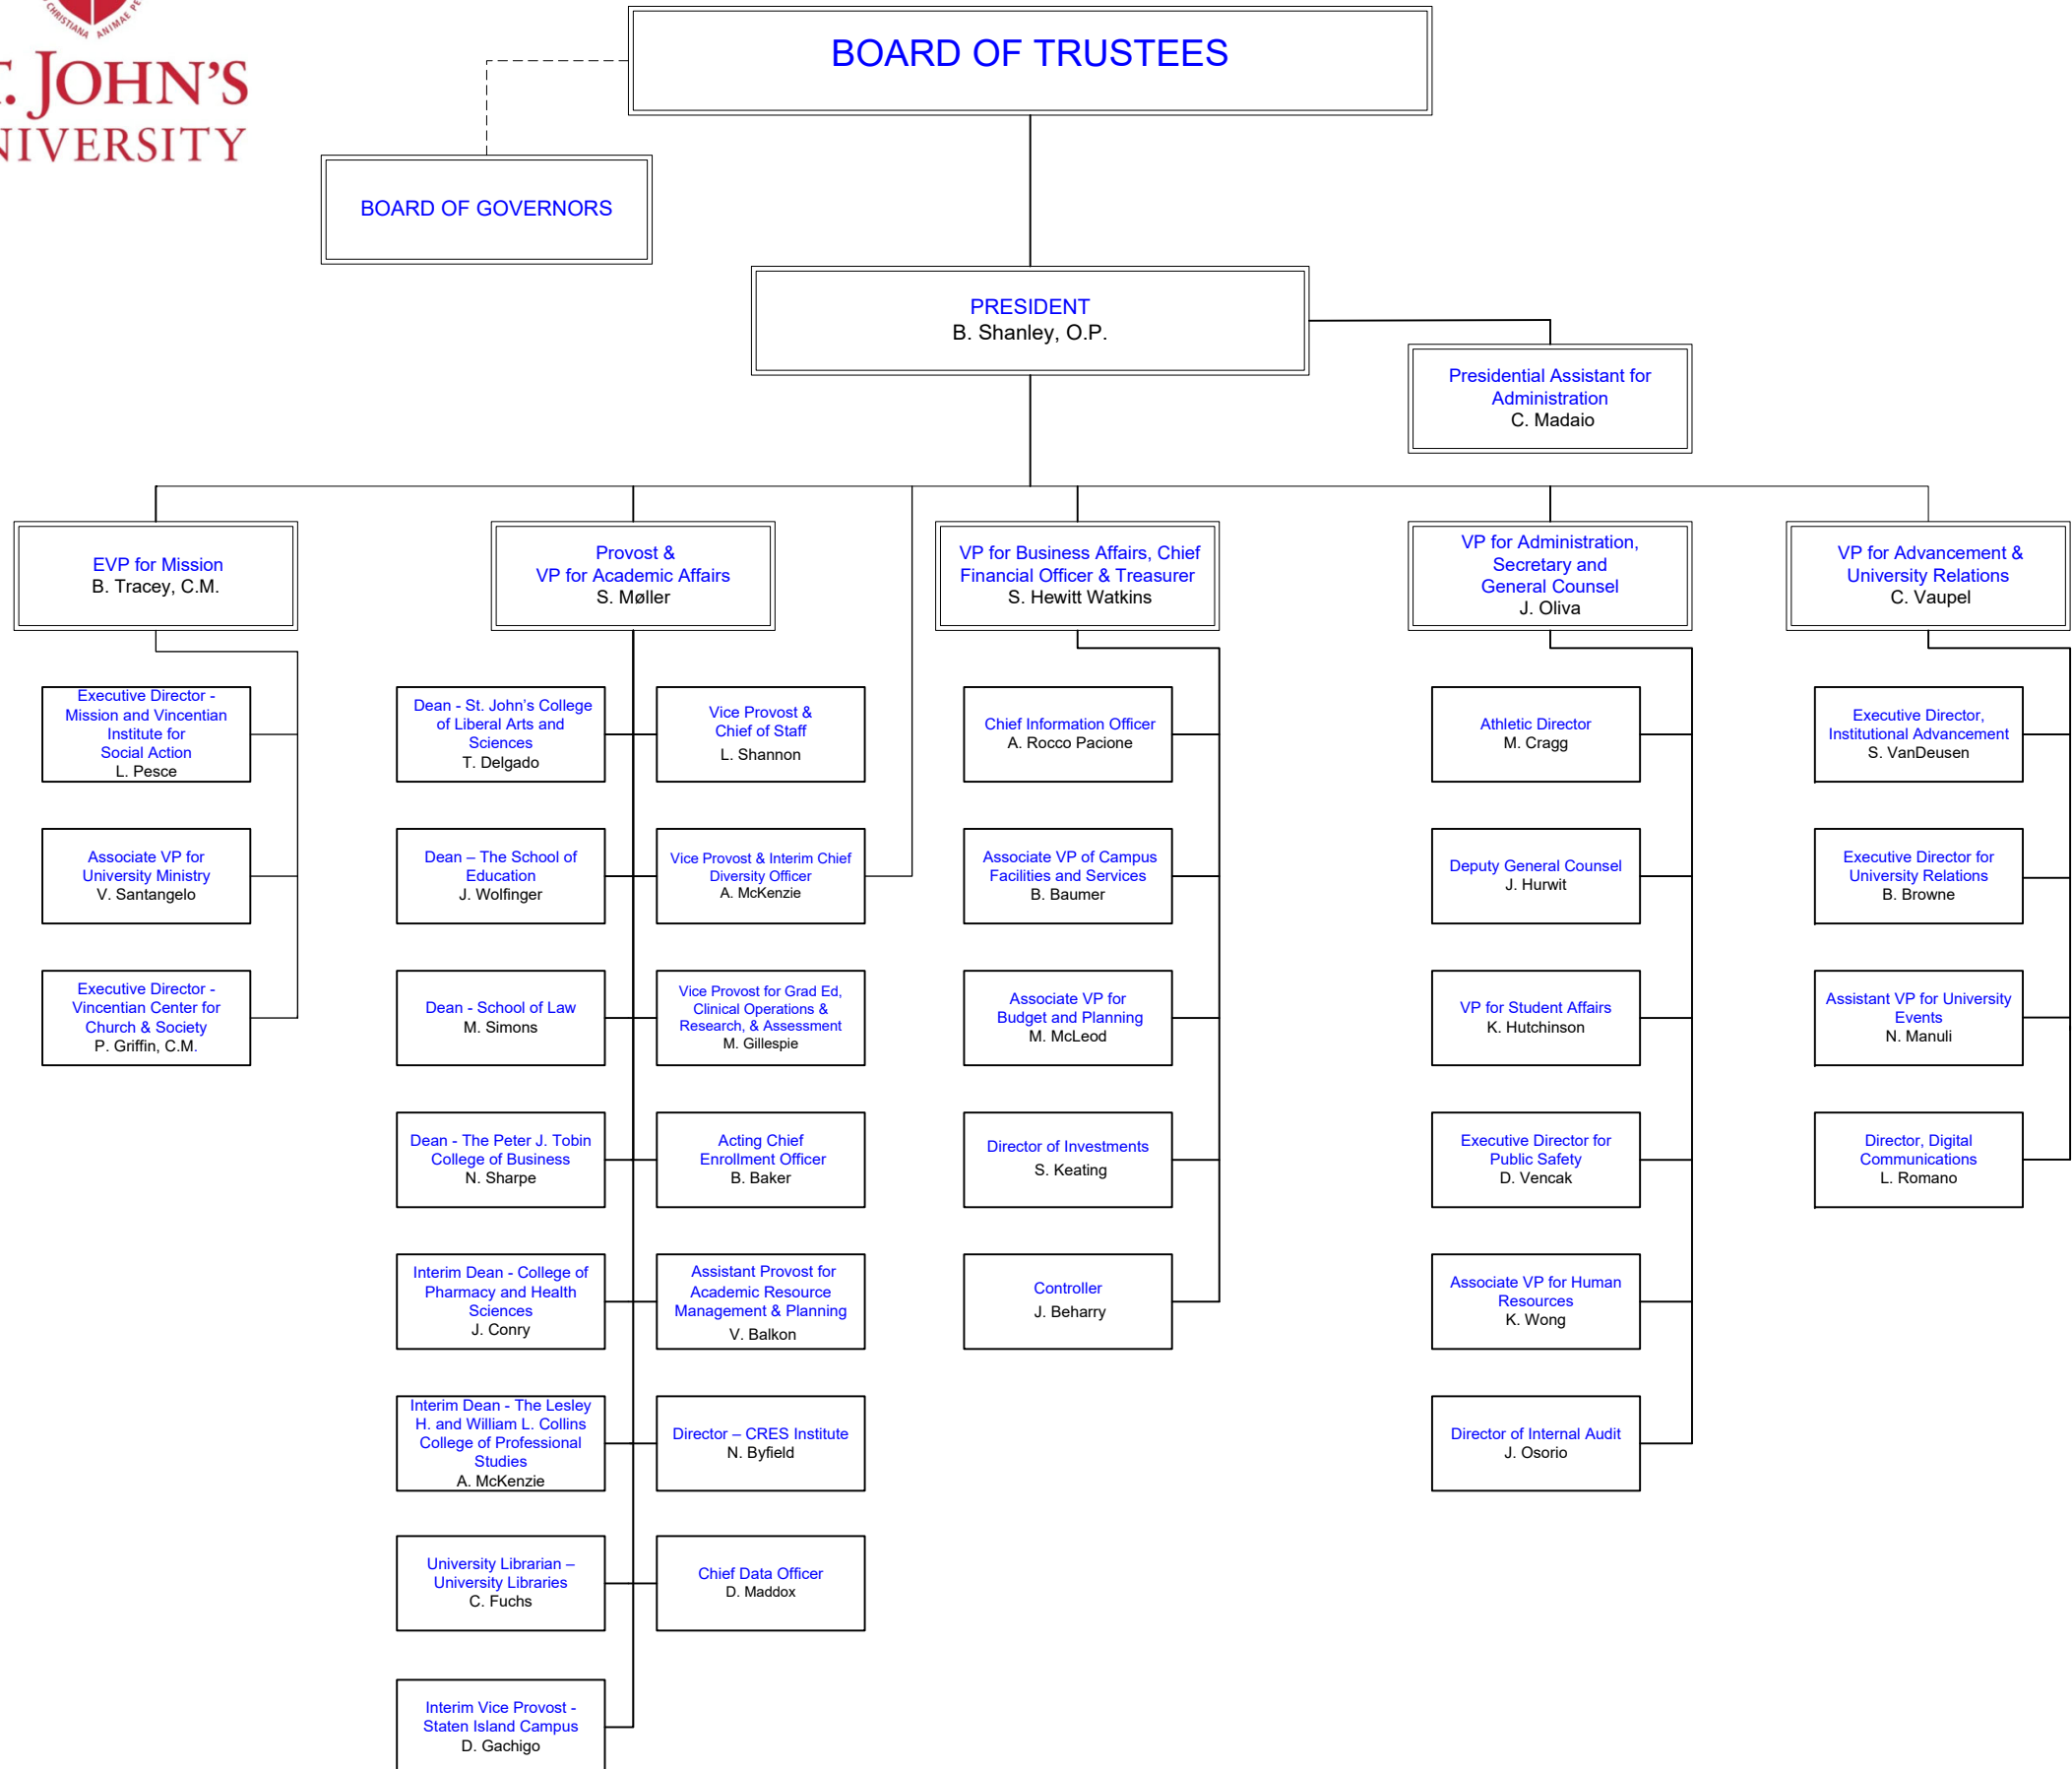 CHRISTIANA ANIMAE
JOHN'S
BOARD OF TRUSTEES
BOARD OF GOVERNORS
PRESIDENT
B. Shanley, O.P.
Presidential Assistant for
Administration
C. Madaio
EVP for Mission
B. Tracey, C.M.
Provost &
VP for Academic Affairs
S. Møller
VP for Business Affairs, Chief
Financial Officer & Treasurer
S. Hewitt Watkins
VP for Administration,
Secretary and
General Counsel
J. Oliva
VP for Advancement &
University Relations
C. Vaupel
Executive Director -
Mission and Vincentian
Institute for
Social Action
L. Pesce
Associate VP for
University Ministry
V. Santangelo
Executive Director -
Vincentian Center for
Church & Society
P. Griffin, C.M.
Dean - St. John's College
of Liberal Arts and
Sciences
T. Delgado
Dean – The School of
Education
J. Wolfinger
Dean - School of Law
M. Simons
Dean - The Peter J. Tobin
College of Business
N. Sharpe
Interim Dean - College of
Pharmacy and Health
Sciences
J. Conry
Interim Dean - The Lesley
H. and William L. Collins
College of Professional
Studies
A. McKenzie
University Librarian –
University Libraries
C. Fuchs
Interim Vice Provost -
Staten Island Campus
D. Gachigo
Vice Provost &
Chief of Staff
L. Shannon
Vice Provost & Interim Chief
Diversity Officer
A. McKenzie
Vice Provost for Grad Ed,
Clinical Operations &
Research, & Assessment
M. Gillespie
Acting Chief
Enrollment Officer
B. Baker
Assistant Provost for
Academic Resource
Management & Planning
V. Balkon
Director – CRES Institute
N. Byfield
Chief Data Officer
D. Maddox
Chief Information Officer
A. Rocco Pacione
Associate VP of Campus
Facilities and Services
B. Baumer
Associate VP for
Budget and Planning
M. McLeod
Director of Investments
S. Keating
Controller
J. Beharry
Athletic Director
M. Cragg
Deputy General Counsel
J. Hurwit
VP for Student Affairs
K. Hutchinson
Executive Director for
Public Safety
D. Vencak
Associate VP for Human
Resources
K. Wong
Director of Internal Audit
J. Osorio
Executive Director,
Institutional Advancement
S. VanDeusen
Executive Director for
University Relations
B. Browne
Assistant VP for University
Events
N. Manuli
Director, Digital
Communications
L. Romano